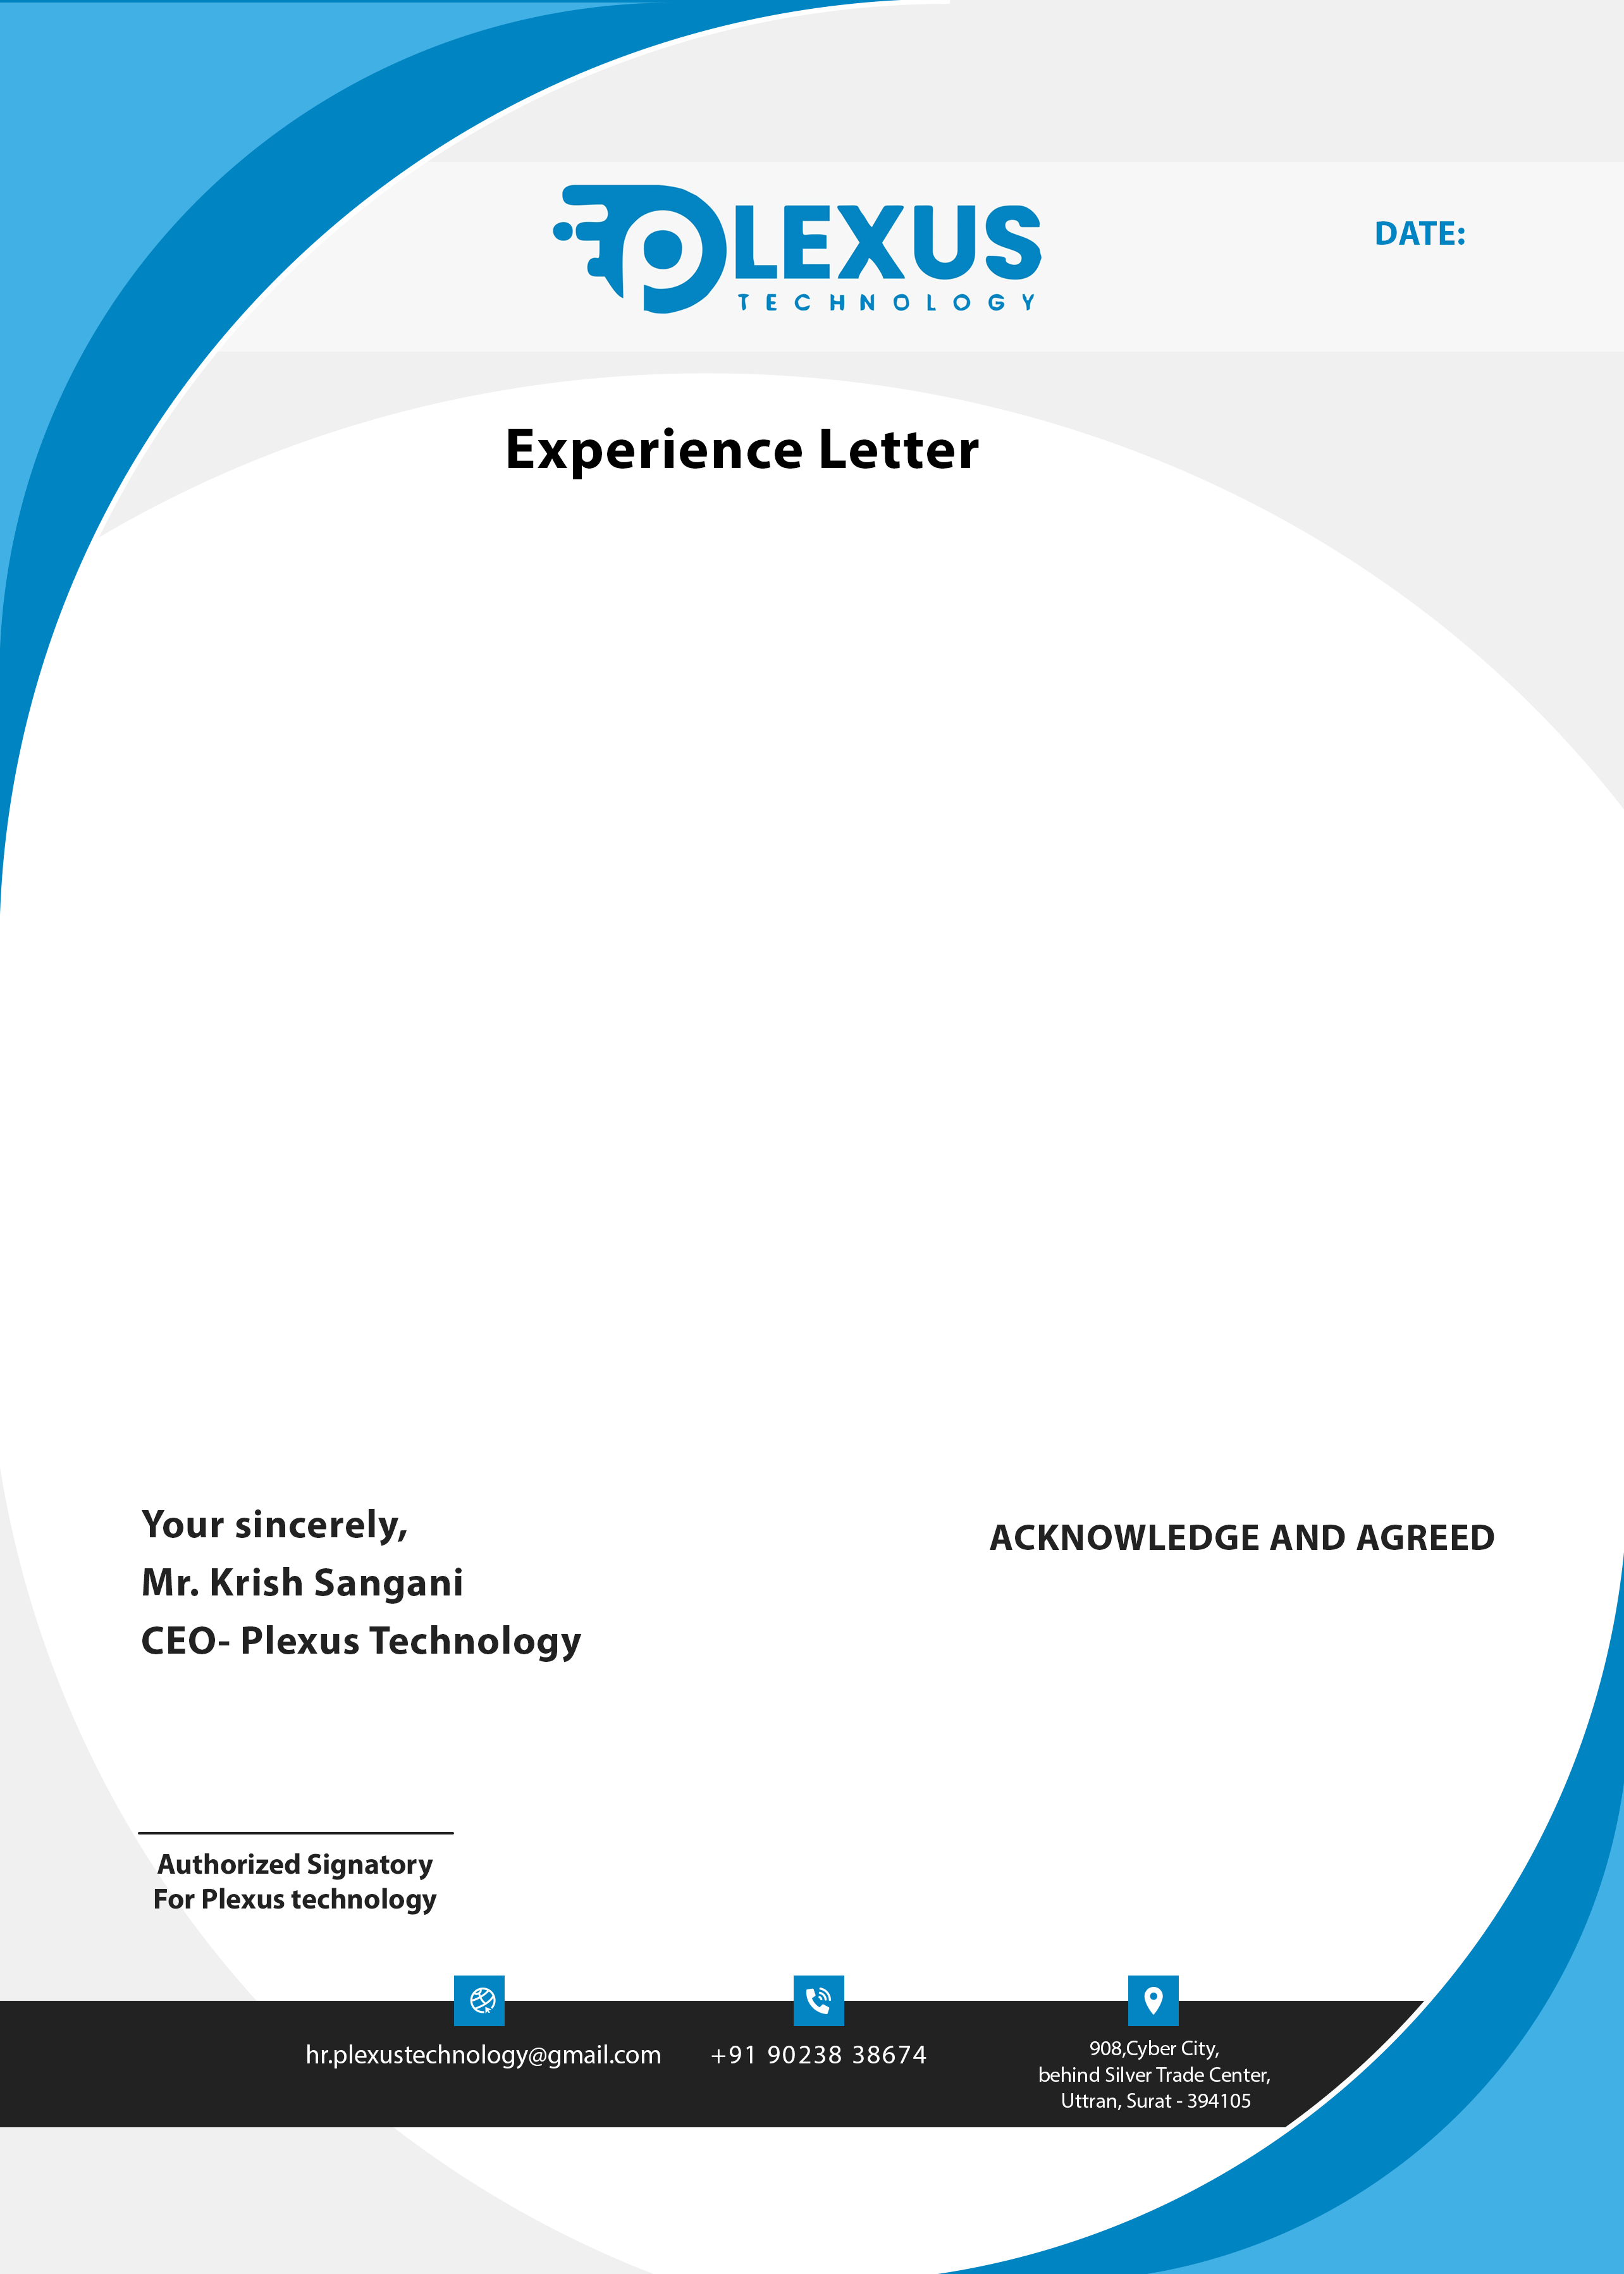 PLEXUS
TECHNOLOGY
DATE:
Experience Letter
Your sincerely,
Mr. Krish Sangani
CEO- Plexus Technology
ACKNOWLEDGE AND AGREED
Authorized Signatory
For Plexus technology
hr.plexustechnology@gmail.com
+91 90238 38674
908,Cyber City,
behind Silver Trade Center,
Uttran, Surat - 394105